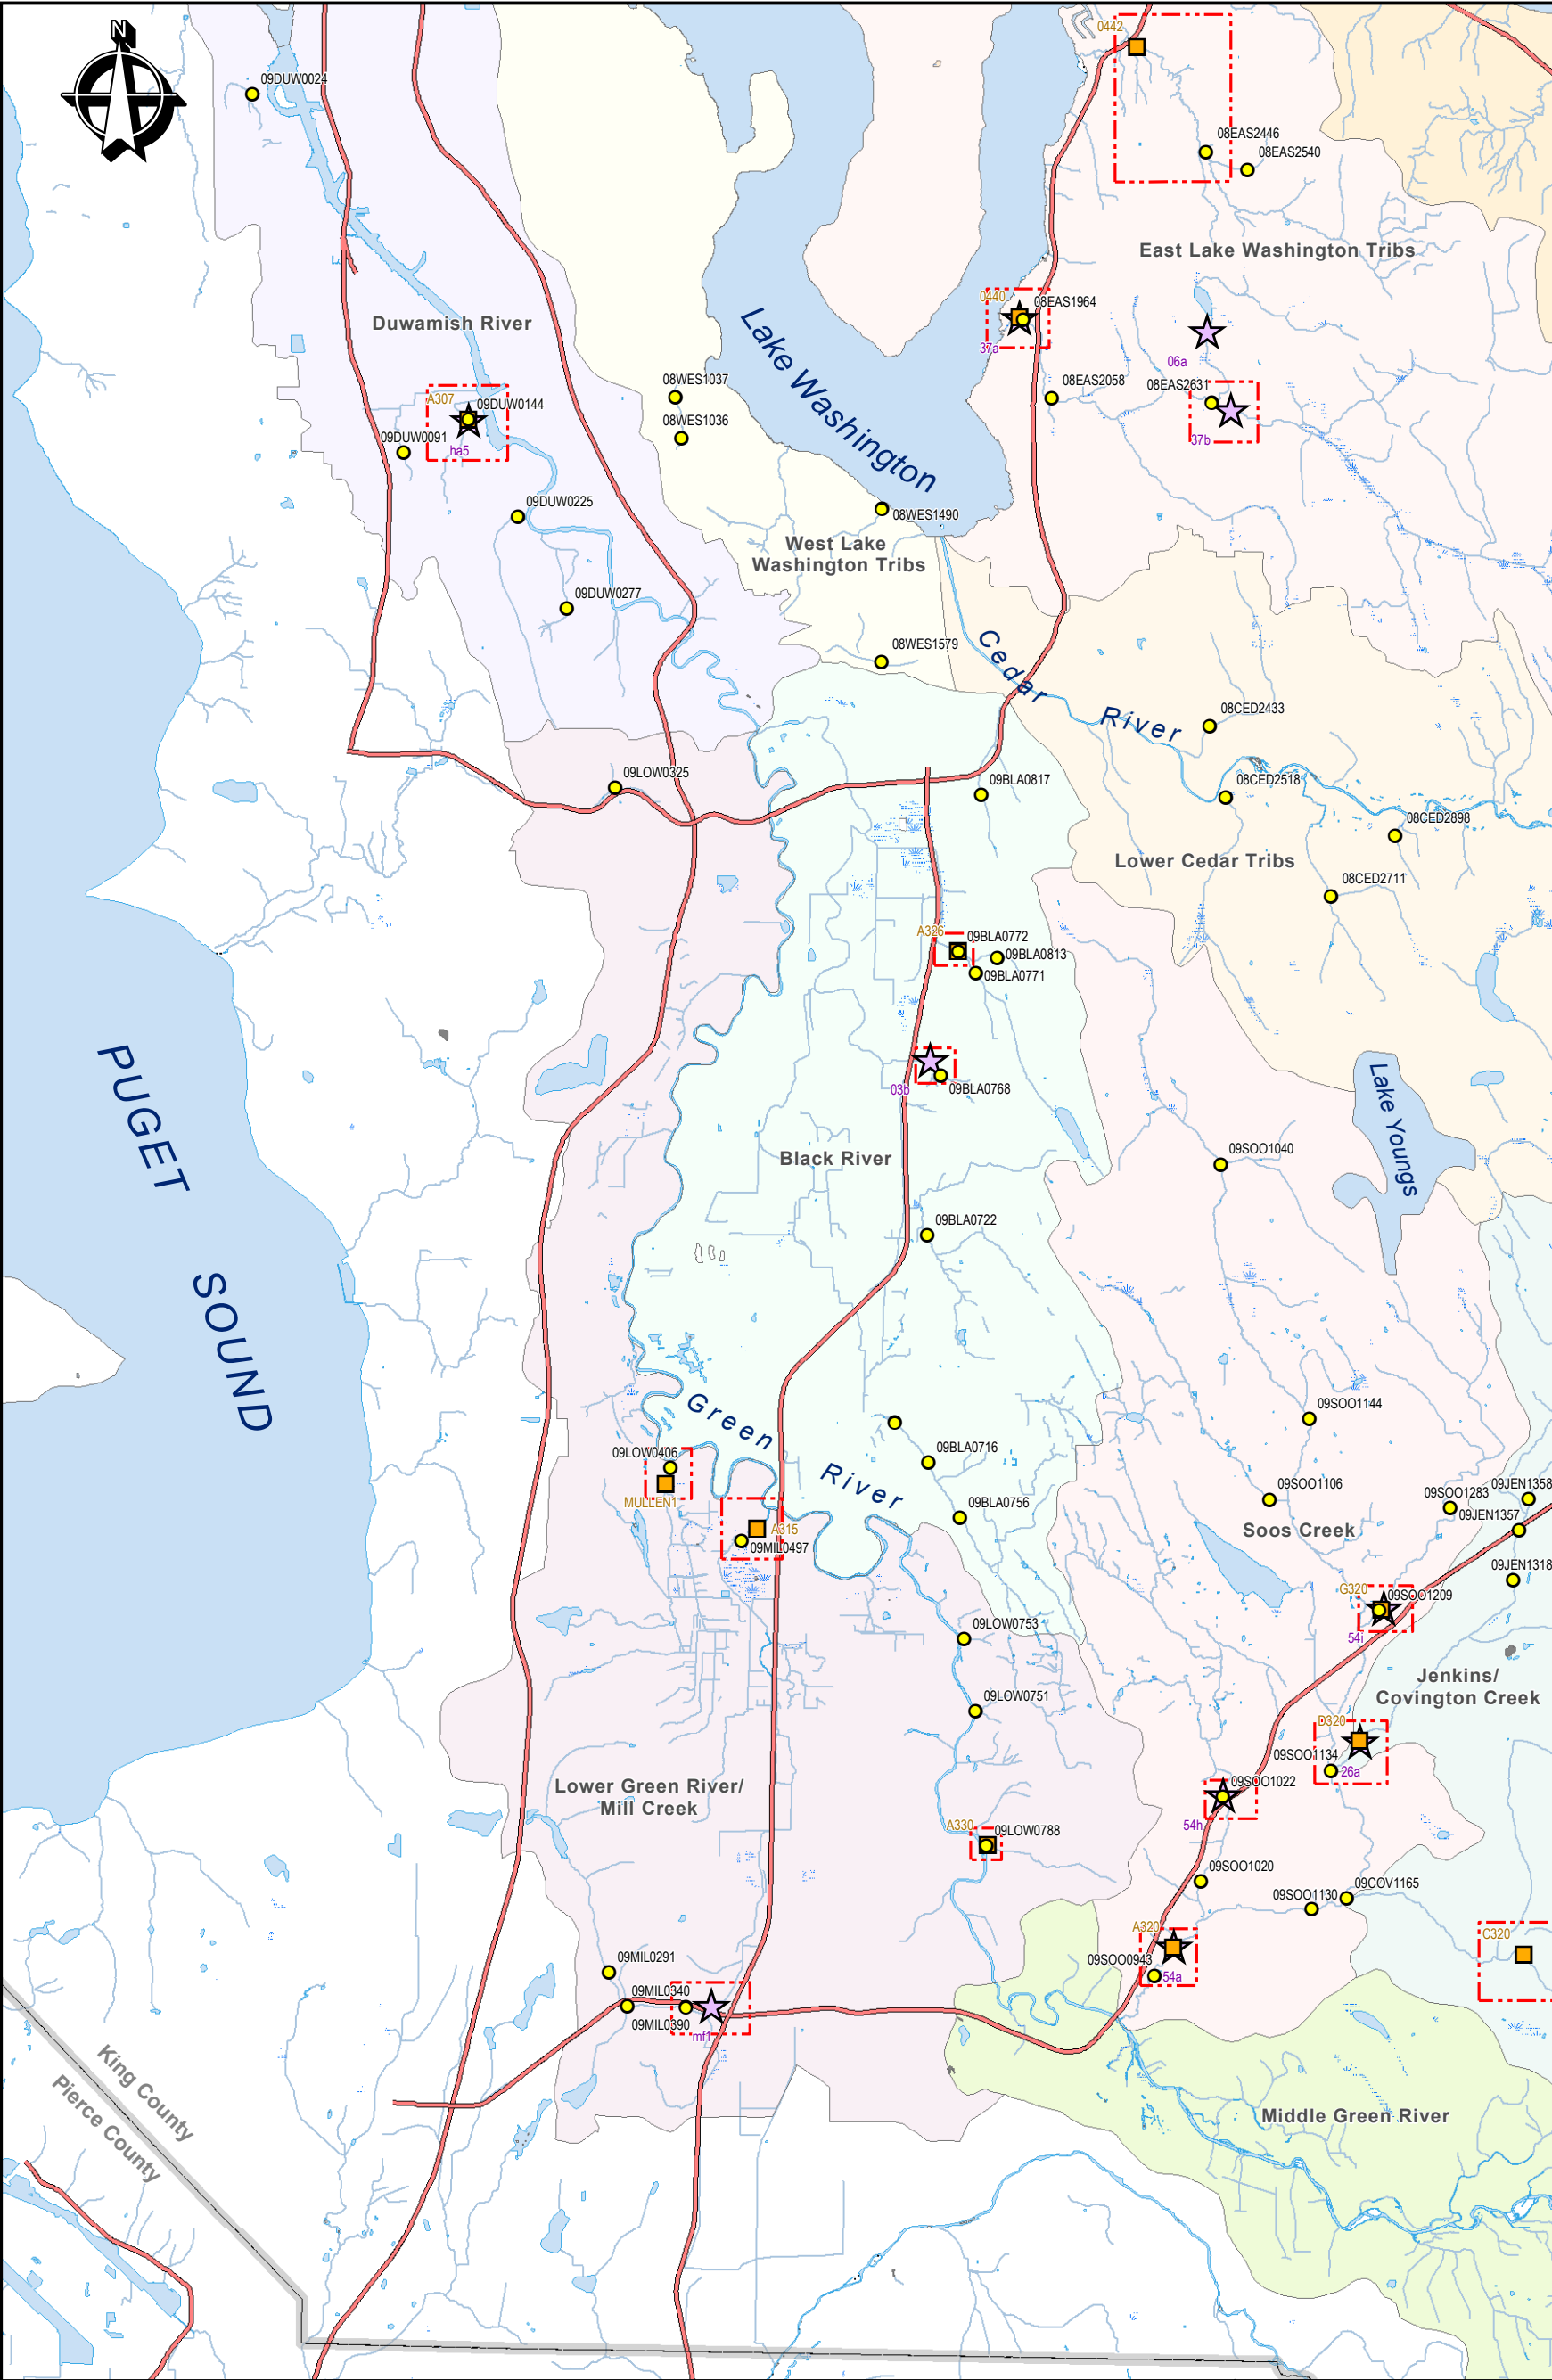 N
0442
09DUW0024
08EAS2446
08EAS2540
East Lake Washington Tribs
0440
08EAS1964
Duwamish River
37a
06a
Lake Washington
08WES1037
08EAS2058
08EAS2631
A307
09DUW0144
09DUW0091
08WES1036
37b
ha5
09DUW0225
08WES1490
West Lake
Washington Tribs
09DUW0277
08WES1579
Cedar
River
08CED2433
09LOW0325
09BLA0817
08CED2518
08CED2898
Lower Cedar Tribs
08CED2711
A326
09BLA0772
09BLA0813
09BLA0771
03b
09BLA0768
Lake Youngs
PUGET
SOUND
Black River
09SOO1040
09BLA0722
Green
River
09SOO1144
09LOW0406
09BLA0716
MULLEN1
09SOO1106
09SOO1283
09JEN1358
09JEN1357
A315
09BLA0756
Soos Creek
09MIL0497
09JEN1318
G320
09SOO1209
54i
09LOW0753
Jenkins/
Covington Creek
09LOW0751
D320
09SOO1134
26a
Lower Green River/
Mill Creek
09SOO1022
54h
A330
09LOW0788
09SOO1020
09COV1165
09SOO1130
A320
C320
09SOO0943
54a
09MIL0291
09MIL0340
09MIL0390
mf1
King County
Pierce County
Middle Green River